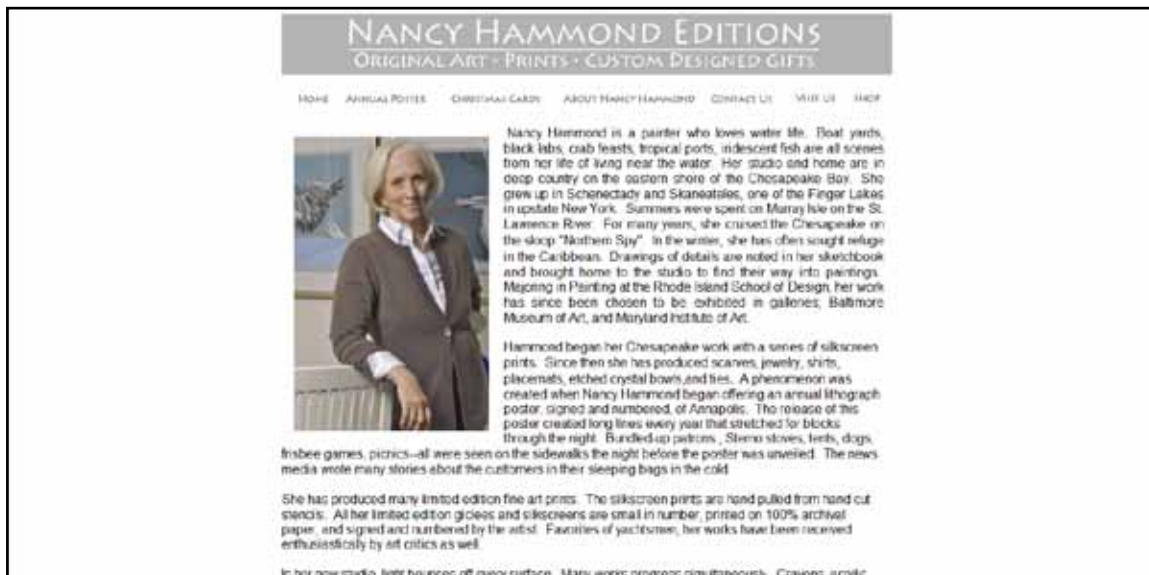 NANCY HAMMOND EDITIONS
ORIGINAL ART • PRINTS • CUSTOM DESIGNED GIFTS
HOME ANNUAL POSTER CHRISTMAS CARDS ABOUT NANCY HAMMOND CONTACT US VISIT US SHOP
Nancy Hammond is a painter who loves water life. Boat yards,
black labs, crab feasts, tropical ports, iridescent fish are all scenes
from her life of living near the water. Her studio and home are in
deep country on the eastern shore of the Chesapeake Bay. She
grew up in Schenectady and Skaneateles, one of the Finger Lakes
in upstate New York. Summers were spent on Murray Isle on the St.
Lawrence River. For many years, she cruised the Chesapeake on
the sloop "Northern Spy". In the winter, she has often sought refuge
in the Caribbean. Drawings of details are noted in her sketchbook
and brought home to the studio to find their way into paintings.
Majoring in Painting at the Rhode Island School of Design, her work
has since been chosen to be exhibited in galleries; Baltimore
Museum of Art, and Maryland Institute of Art.
Hammond began her Chesapeake work with a series of silkscreen
prints. Since then she has produced scarves, jewelry, shirts,
placemats, etched crystal bowls,and ties. A phenomenon was
created when Nancy Hammond began offering an annual lithograph
poster, signed and numbered, of Annapolis. The release of this
poster created long lines every year that stretched for blocks
through the night. Bundled-up patrons , Sterno stoves, tents, dogs,
frisbee games, picnics--all were seen on the sidewalks the night before the poster was unveiled. The news
media wrote many stories about the customers in their sleeping bags in the cold.
She has produced many limited edition fine art prints. The silkscreen prints are hand pulled from hand cut
stencils. All her limited edition giclees and silkscreens are small in number, printed on 100% archival
paper, and signed and numbered by the artist. Favorites of yachtsmen, her works have been received
enthusiastically by art critics as well.
In her new studio, light bounces off every surface. Many works progress simultaneously. Crayons, acrylic